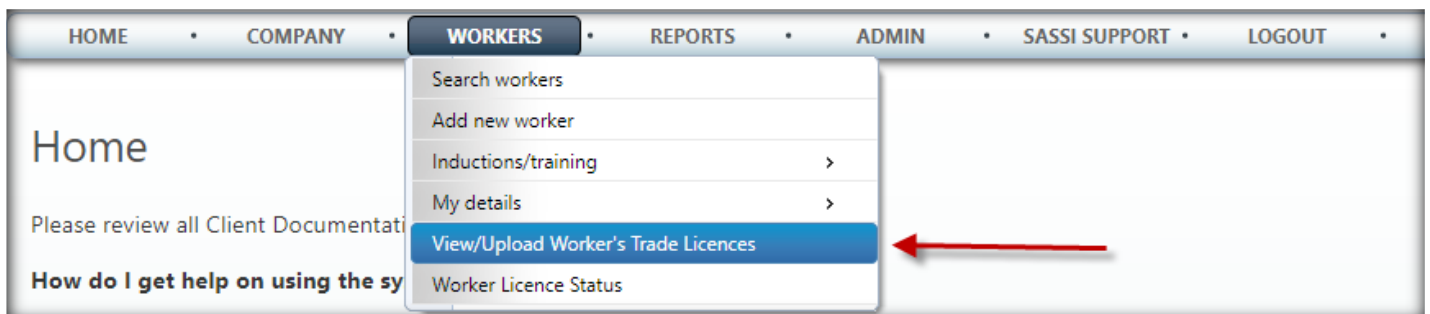 HOME • COMPANY • WORKERS • REPORTS • ADMIN • SASSI SUPPORT • LOGOUT •
Search workers
Add new worker
Inductions/training >
My details >
View/Upload Worker's Trade Licences
Worker Licence Status
Home
Please review all Client Documentati
How do I get help on using the sy